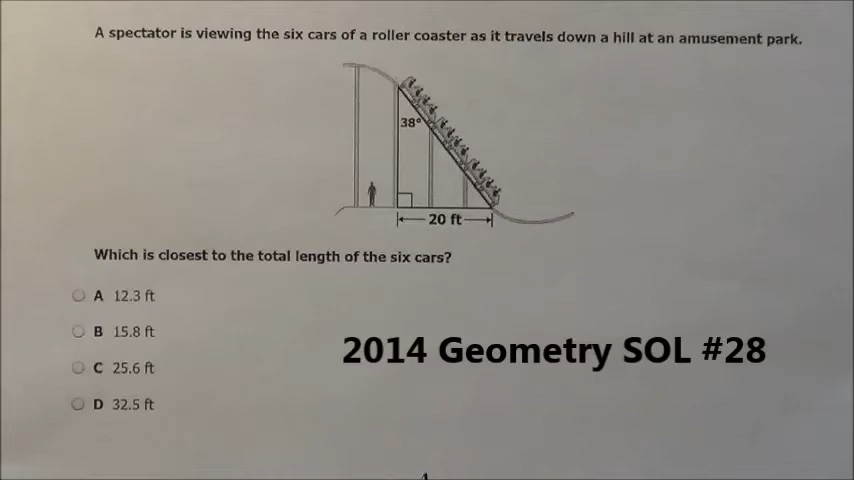 A spectator is viewing the six cars of a roller coaster as it travels down a hill at an amusement park.
38°
20 ft
Which is closest to the total length of the six cars?
A 12.3 ft
B 15.8 ft
C 25.6 ft
D 32.5 ft
2014 Geometry SOL #28